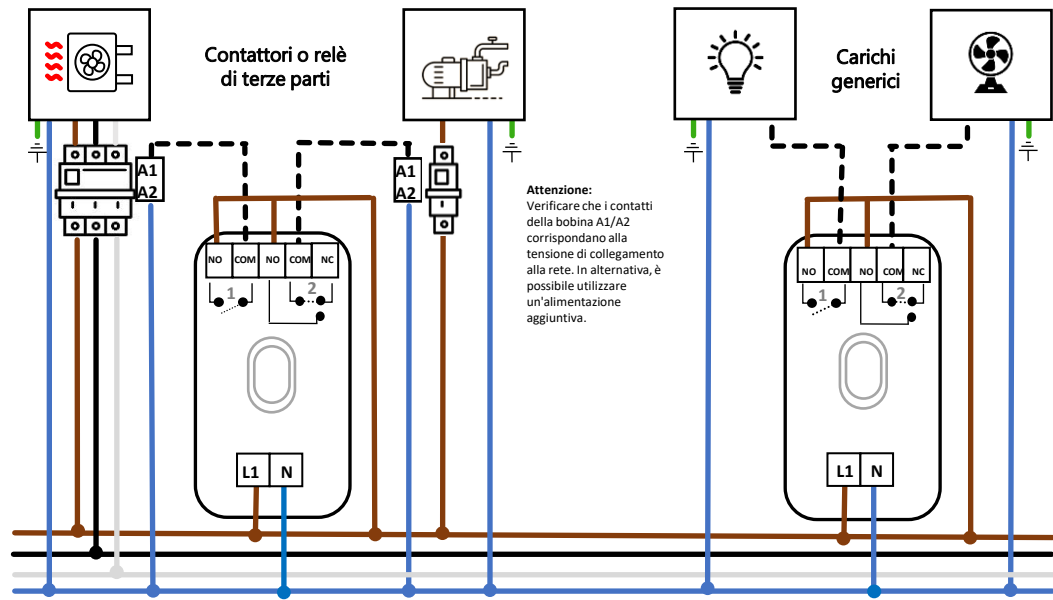 Contattori o relè
di terze parti
Carichi
generici
A1
A2
A1
A2
Attenzione:
Verificare che i contatti
della bobina A1/A2
corrispondano alla
tensione di collegamento
alla rete. In alternativa, è
possibile utilizzare
un'alimentazione
aggiuntiva.
NO COM NO COM NC
1 2
L1 N
NO COM NO COM NC
1 2
L1 N